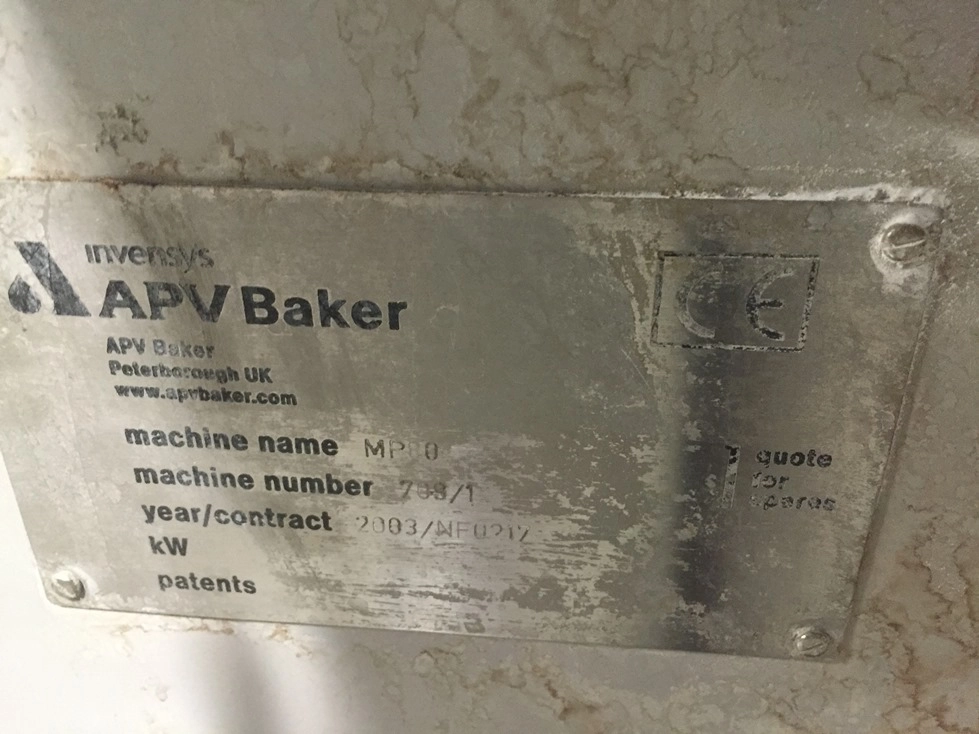 invensys
APV Baker
CE
APV Baker
Peterborough UK
www.apvbaker.com
machine name
machine number
year/contract
kW
patents
quote
for
spares